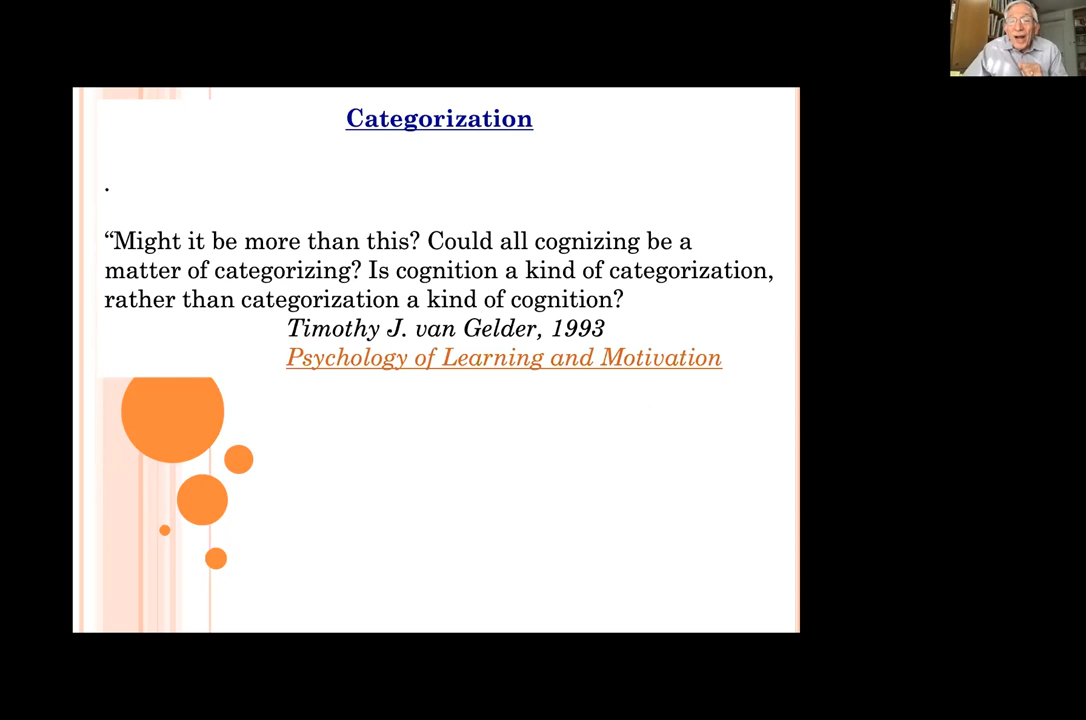 Categorization
.
“Might it be more than this? Could all cognizing be a
matter of categorizing? Is cognition a kind of categorization,
rather than categorization a kind of cognition?
Timothy J. van Gelder, 1993
Psychology of Learning and Motivation